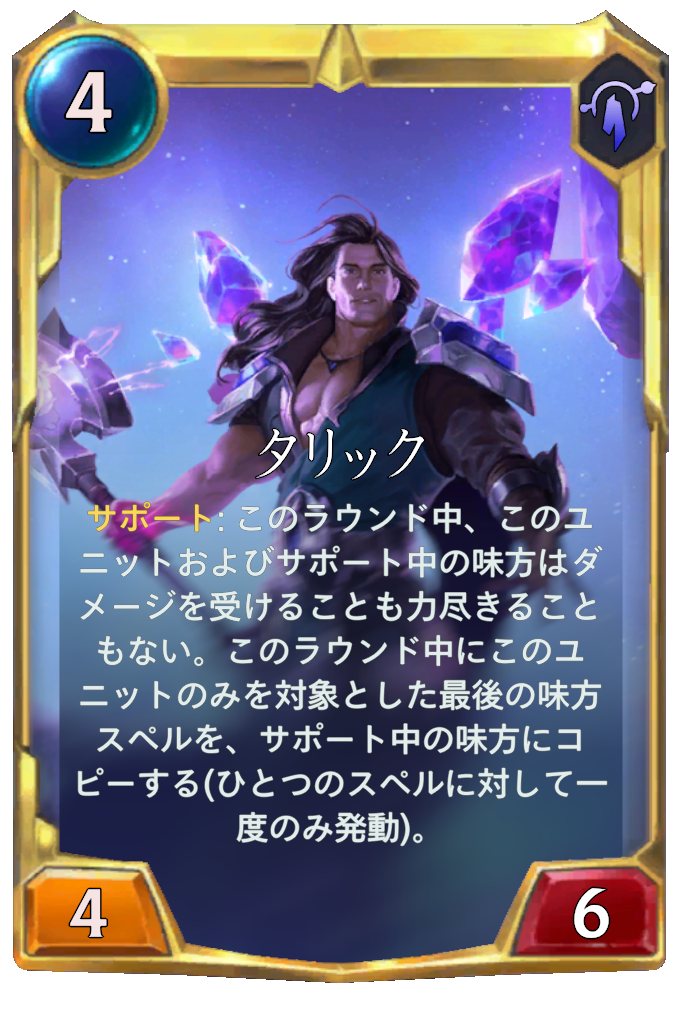 4
タリック
サポート: このラウンド中、このユ
ニットおよびサポート中の味方はダ
メージを受けることも力尽きること
もない。このラウンド中にこのユ
ニットのみを対象とした最後の味方
スペルを、サポート中の味方にコ
ピーする(ひとつのスペルに対して一
度のみ発動)。
4
6